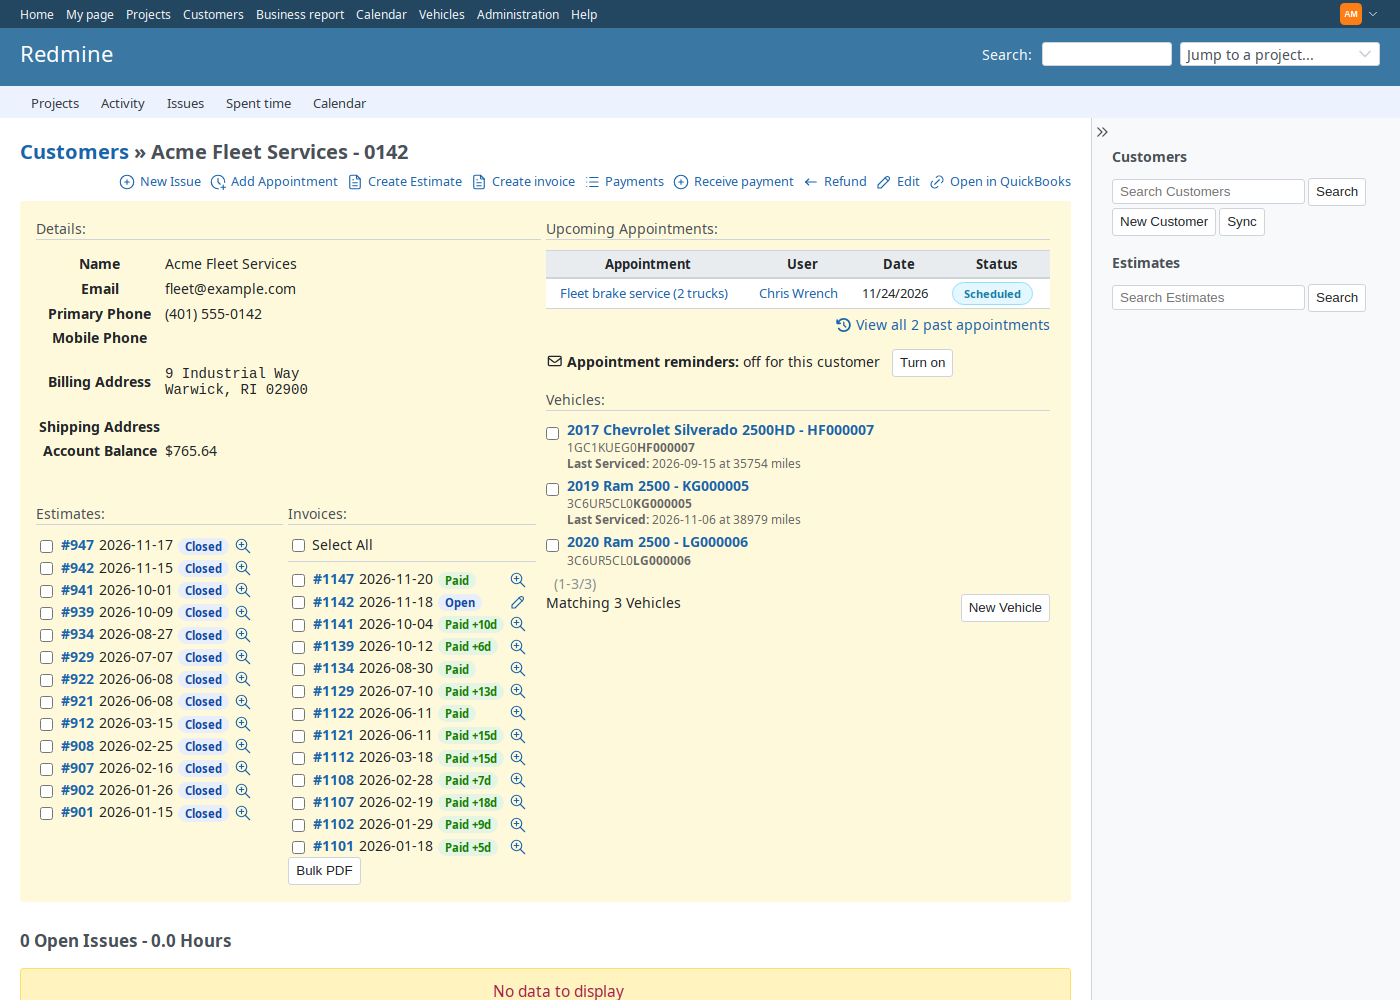 Home My page Projects Customers Business report Calendar Vehicles Administration Help AM
Redmine
Search: Jump to a project...
Projects Activity Issues Spent time Calendar
Customers » Acme Fleet Services - 0142
New Issue Add Appointment Create Estimate Create invoice Payments Receive payment Refund Edit Open in QuickBooks
Details:
Name Acme Fleet Services
Email fleet@example.com
Primary Phone (401) 555-0142
Mobile Phone
Billing Address 9 Industrial Way
Warwick, RI 02900
Shipping Address
Account Balance $765.64
Estimates:
#947 2026-11-17 Closed
#942 2026-11-15 Closed
#941 2026-10-01 Closed
#939 2026-10-09 Closed
#934 2026-08-27 Closed
#929 2026-07-07 Closed
#922 2026-06-08 Closed
#921 2026-06-08 Closed
#912 2026-03-15 Closed
#908 2026-02-25 Closed
#907 2026-02-16 Closed
#902 2026-01-26 Closed
#901 2026-01-15 Closed
Invoices:
Select All
#1147 2026-11-20 Paid
#1142 2026-11-18 Open
#1141 2026-10-04 Paid +10d
#1139 2026-10-12 Paid +6d
#1134 2026-08-30 Paid
#1129 2026-07-10 Paid +13d
#1122 2026-06-11 Paid
#1121 2026-06-11 Paid +15d
#1112 2026-03-18 Paid +15d
#1108 2026-02-28 Paid +7d
#1107 2026-02-19 Paid +18d
#1102 2026-01-29 Paid +9d
#1101 2026-01-18 Paid +5d
Bulk PDF
Upcoming Appointments:
Appointment User Date Status
Fleet brake service (2 trucks) Chris Wrench 11/24/2026 Scheduled
View all 2 past appointments
Appointment reminders: off for this customer Turn on
Vehicles:
2017 Chevrolet Silverado 2500HD - HF000007
1GC1KUEG0HF000007
Last Serviced: 2026-09-15 at 35754 miles
2019 Ram 2500 - KG000005
3C6UR5CL0KG000005
Last Serviced: 2026-11-06 at 38979 miles
2020 Ram 2500 - LG000006
3C6UR5CL0LG000006
(1-3/3)
Matching 3 Vehicles New Vehicle
0 Open Issues - 0.0 Hours
No data to display
Customers
Search Customers Search
New Customer Sync
Estimates
Search Estimates Search